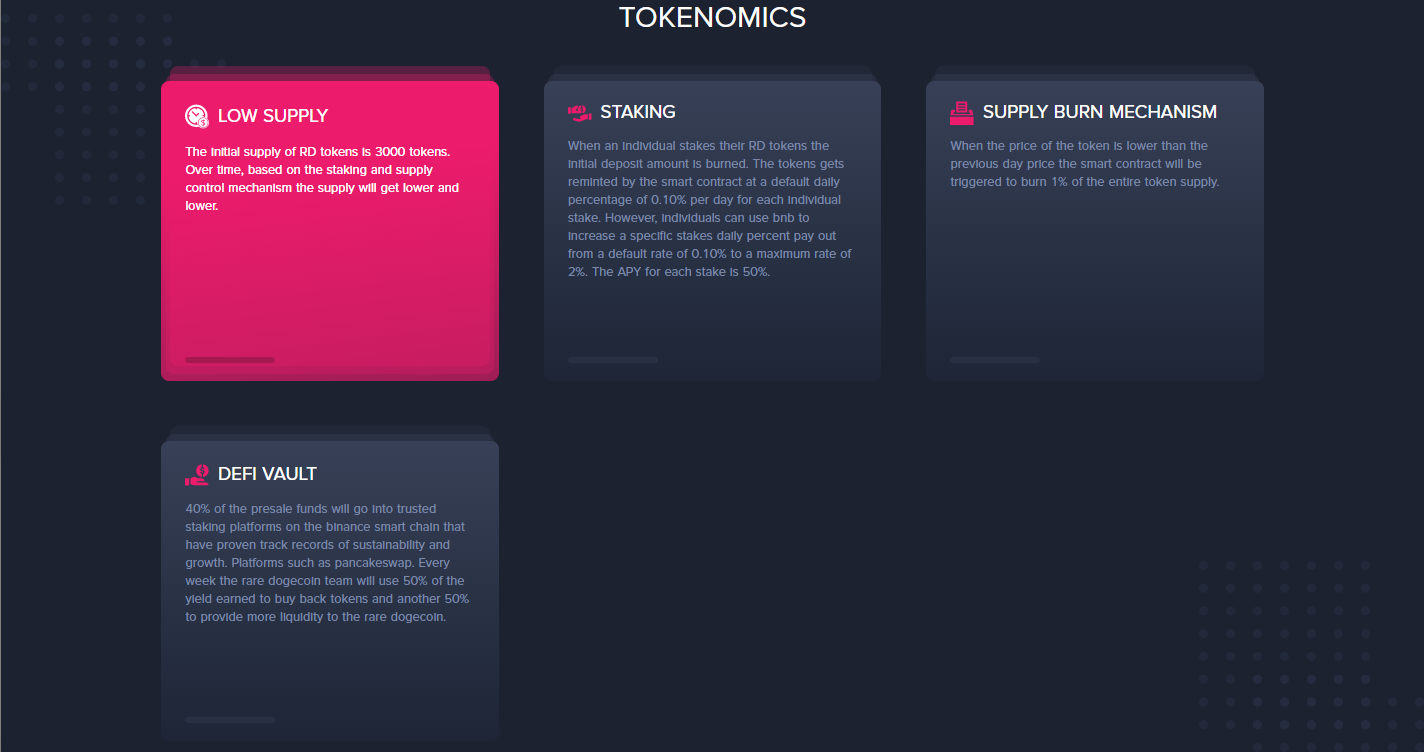 TOKENOMICS
LOW SUPPLY
The initial supply of RD tokens is 3000 tokens.
Over time, based on the staking and supply
control mechanism the supply will get lower and
lower.
STAKING
When an individual stakes their RD tokens the
initial deposit amount is burned. The tokens gets
reminted by the smart contract at a default daily
percentage of 0.10% per day for each individual
stake. However, individuals can use bnb to
increase a specific stakes daily percent pay out
from a default rate of 0.10% to a maximum rate of
2%. The APY for each stake is 50%.
SUPPLY BURN MECHANISM
When the price of the token is lower than the
previous day price the smart contract will be
triggered to burn 1% of the entire token supply.
DEFI VAULT
40% of the presale funds will go into trusted
staking platforms on the binance smart chain that
have proven track records of sustainability and
growth. Platforms such as pancakeswap. Every
week the rare dogecoin team will use 50% of the
yield earned to buy back tokens and another 50%
to provide more liquidity to the rare dogecoin.